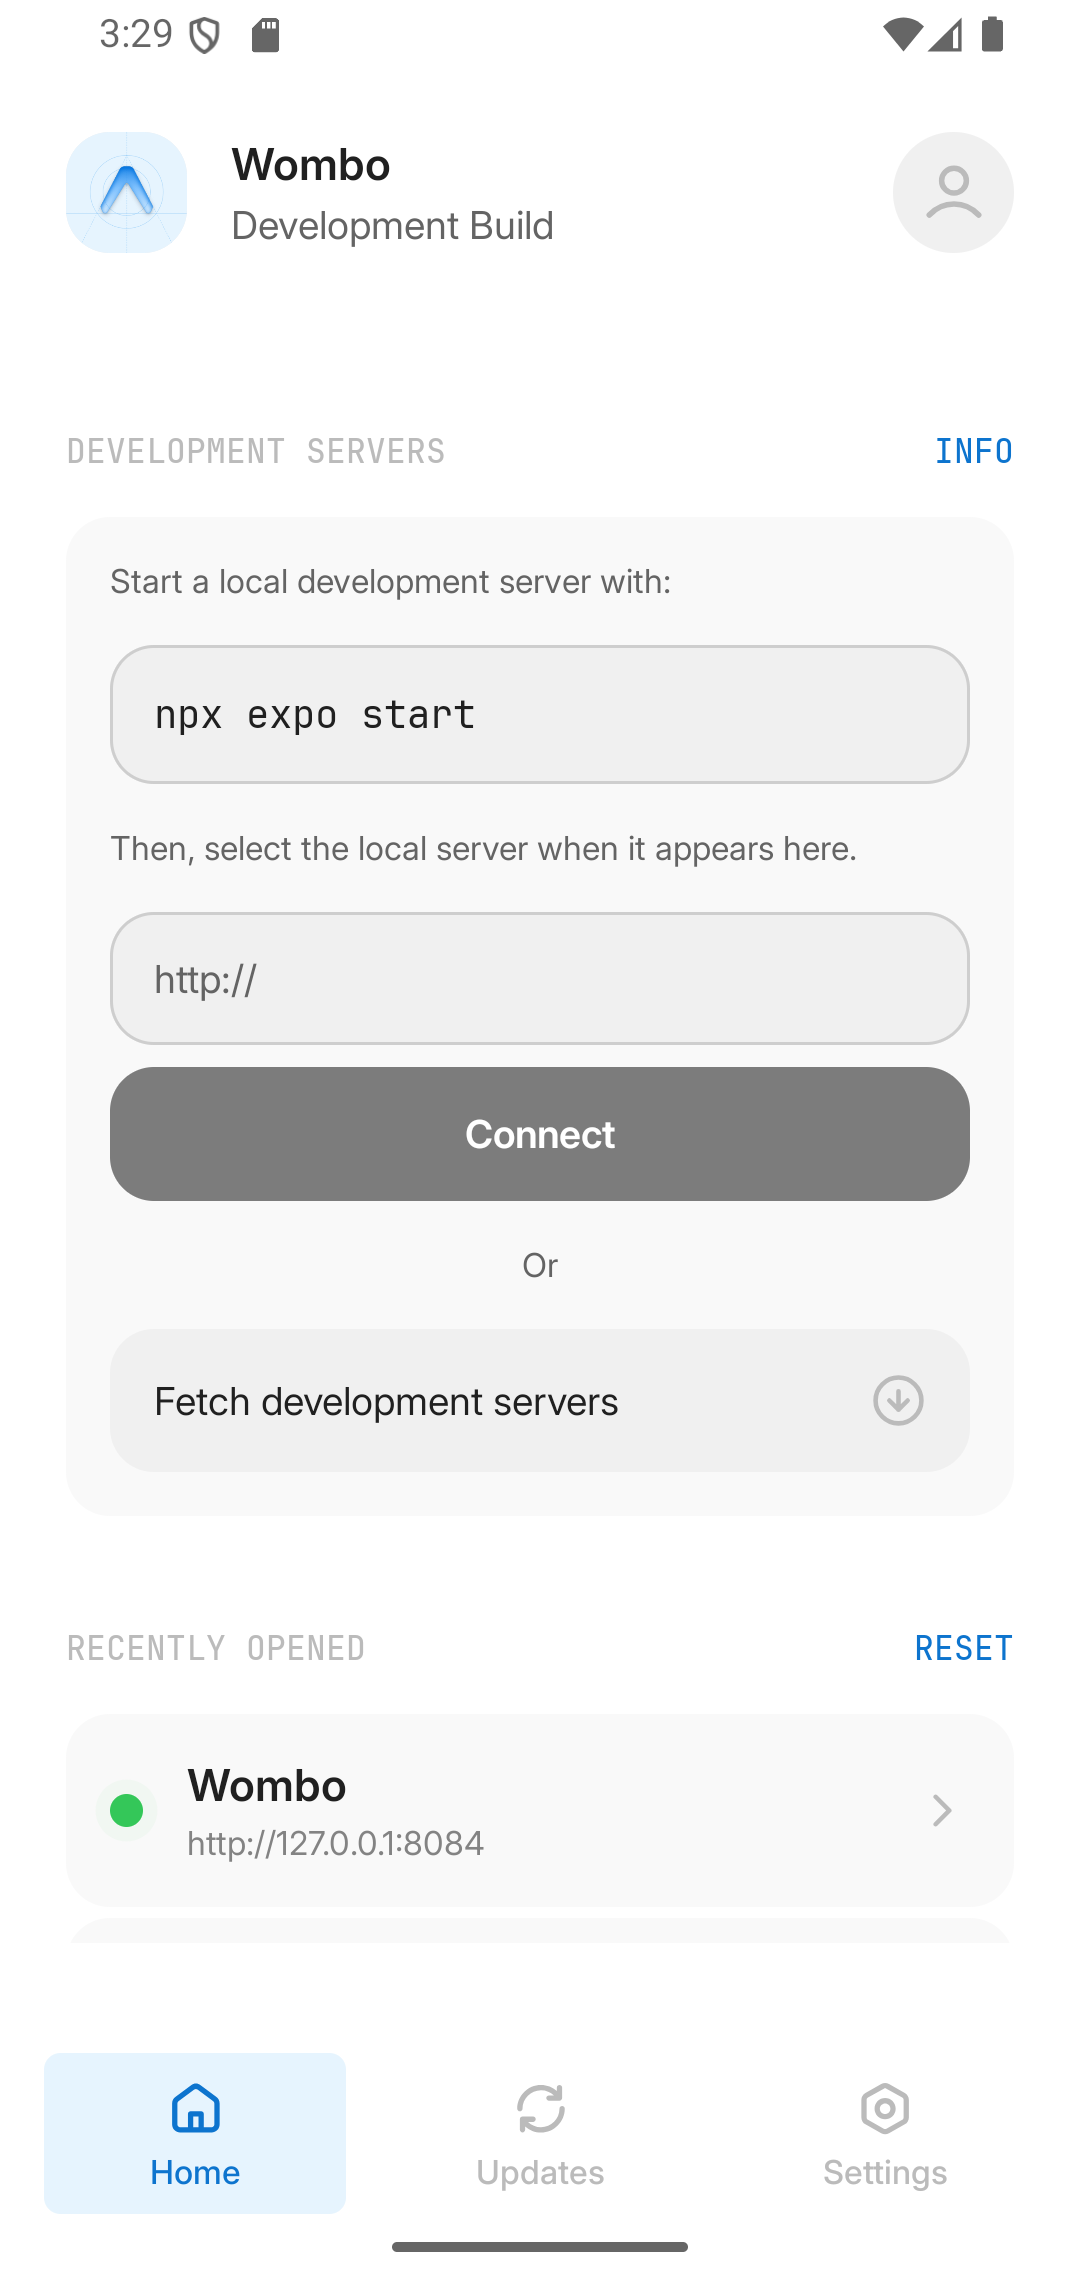 3:29
Wombo
Development Build
DEVELOPMENT SERVERS
INFO
Start a local development server with:
npx expo start
Then, select the local server when it appears here.
http://
Connect
Or
Fetch development servers
RECENTLY OPENED
RESET
Wombo
http://127.0.0.1:8084
Home
Updates
Settings